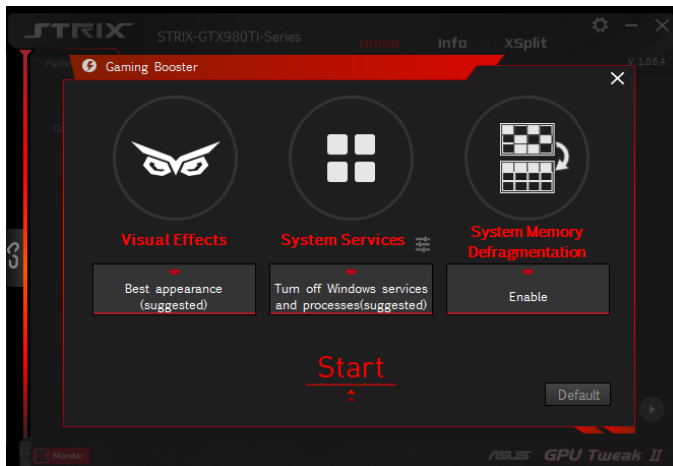 STRIX
STRIX-GTX980TI-Series
Home
Info
XSplit
V 1.0.6.4
Gaming Booster
Visual Effects
System Services
System Memory
Defragmentation
Best appearance
(suggested)
Turn off Windows services
and processes(suggested)
Enable
Start
Default
Monitor
ASUS GPU Tweak II